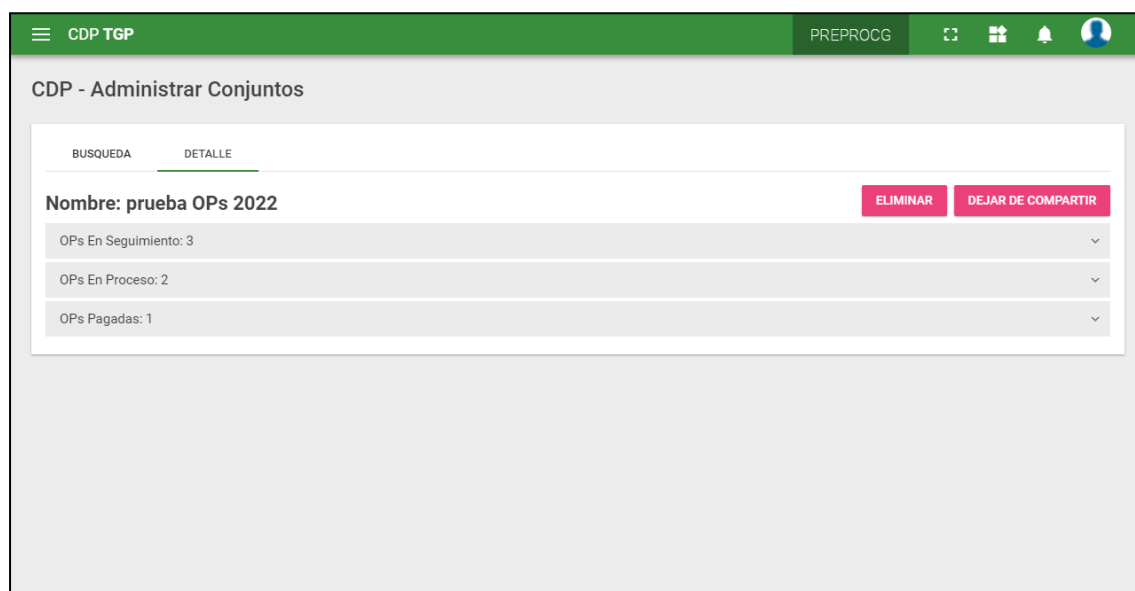 CDP TGP
PREPROCG
CDP - Administrar Conjuntos
BUSQUEDA
DETALLE
Nombre: prueba OPs 2022
ELIMINAR
DEJAR DE COMPARTIR
OPs En Seguimiento: 3
OPs En Proceso: 2
OPs Pagadas: 1